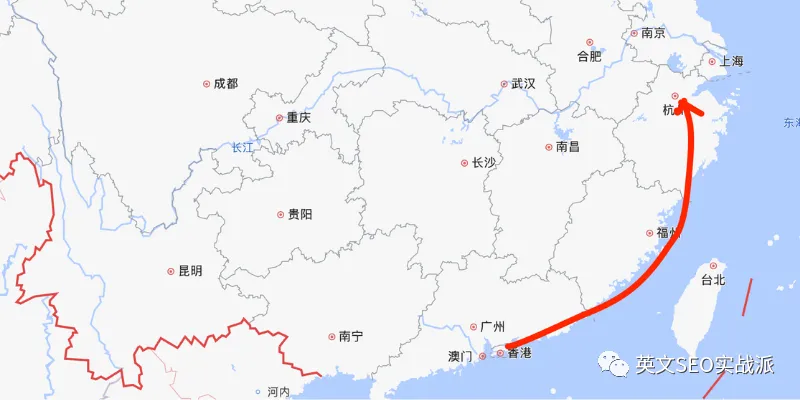 南京
合肥
上海
成都
武汉
杭
重庆
东海
长江
南昌
长沙
贵阳
福州
昆明
台北
广州
南宁
香港
澳门
河内
英文SEO实战派